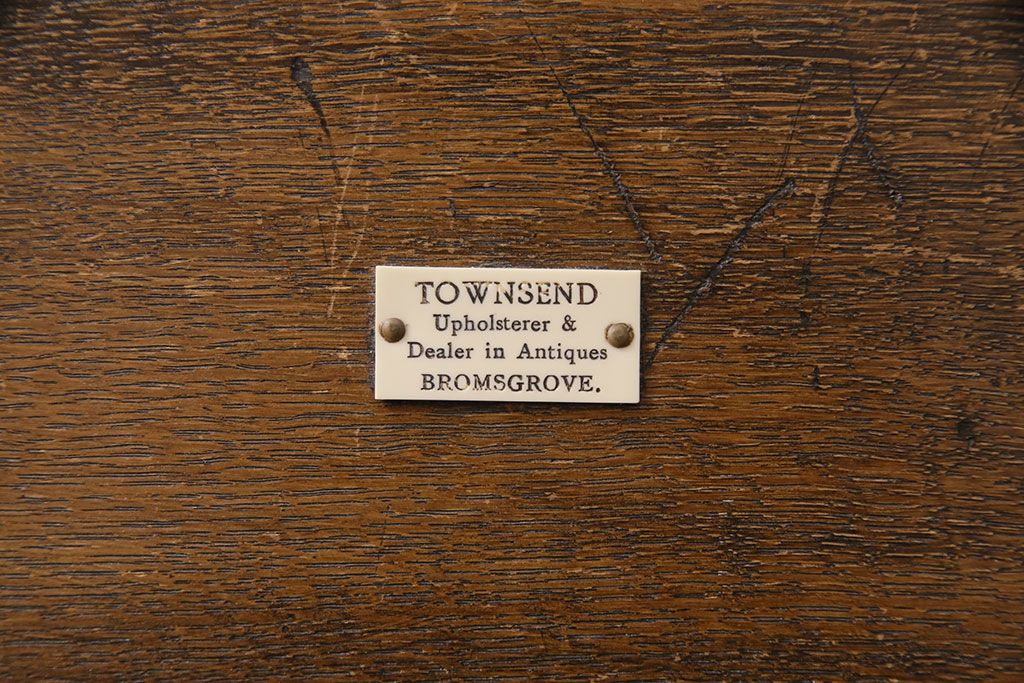 TOWNSEND
Upholsterer &
Dealer in Antiques
BROMSGROVE.